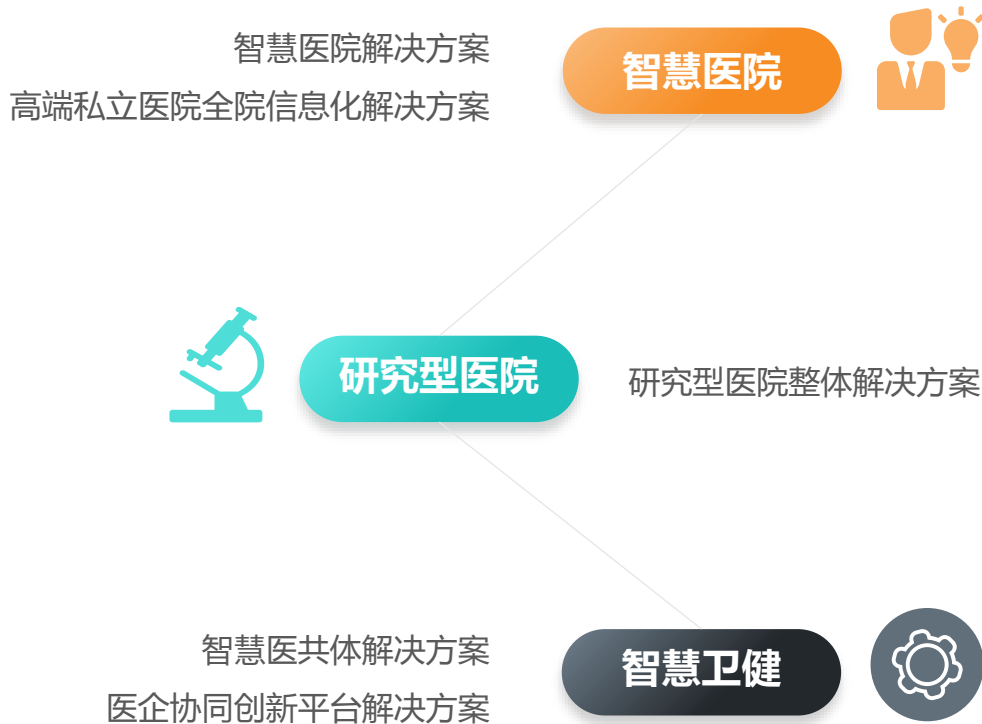 智慧医院解决方案
高端私立医院全院信息化解决方案
智慧医院
研究型医院
研究型医院整体解决方案
智慧医共体解决方案
医企协同创新平台解决方案
智慧卫健